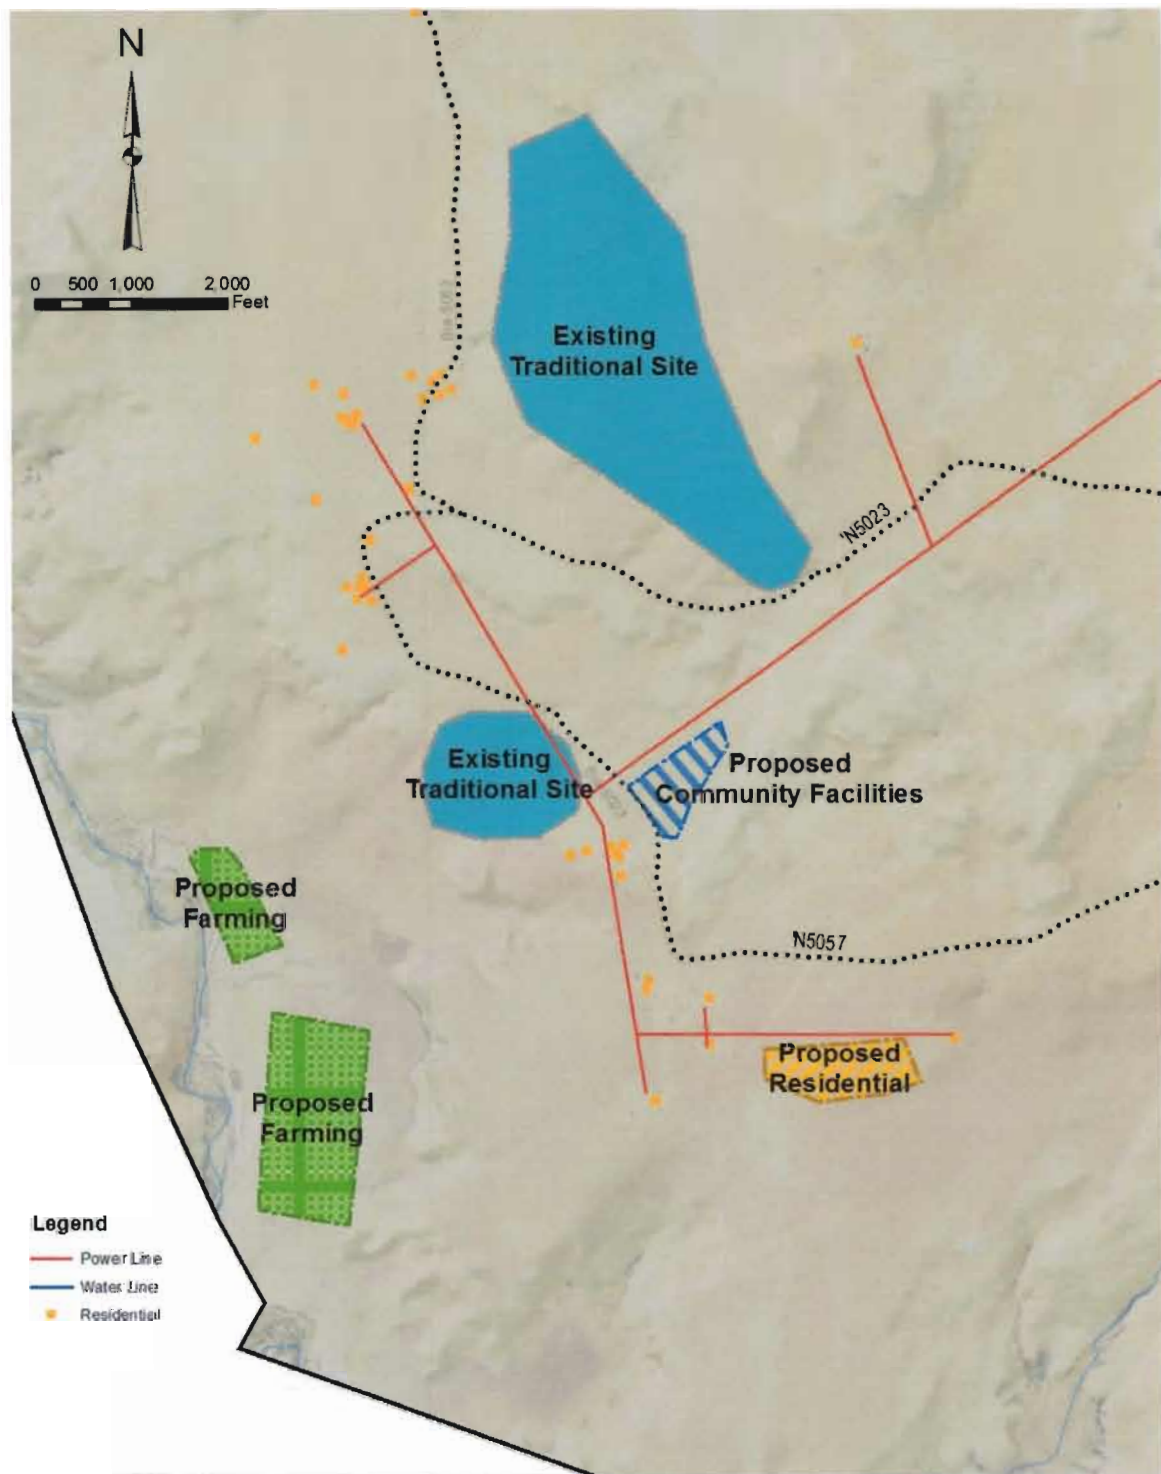 N
0 500 1,000 2,000
Feet
Existing
Traditional Site
'N5023
Existing
Traditional Site
Proposed
Community Facilities
Proposed
Farming
N5057
Proposed
Residential
Proposed
Farming
Legend
Power Line
Water Line
Residential